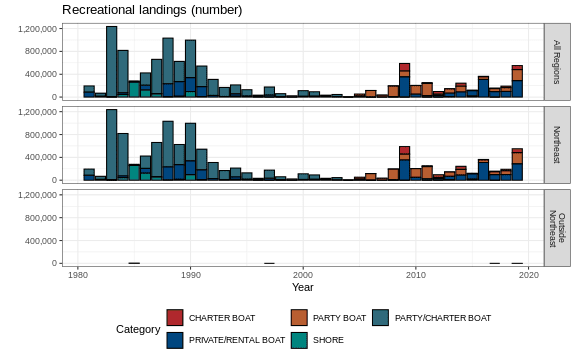 Recreational landings (number)
1,200,000
800,000
400,000
0
All Regions
1,200,000
800,000
400,000
0
Northeast
1,200,000
800,000
400,000
0
Outside
Northeast
1980
1990
2000
2010
2020
Year
Category
CHARTER BOAT
PARTY BOAT
PARTY/CHARTER BOAT
PRIVATE/RENTAL BOAT
SHORE